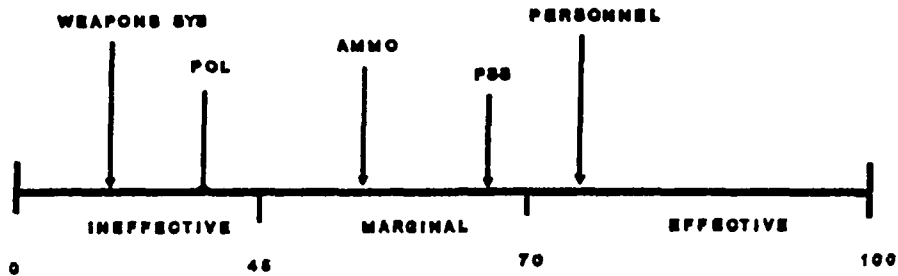 PERSONNEL
WEAPONS SYS
AMMO
POL
PSS
INEFFECTIVE MARGINAL EFFECTIVE
0 45 70 100